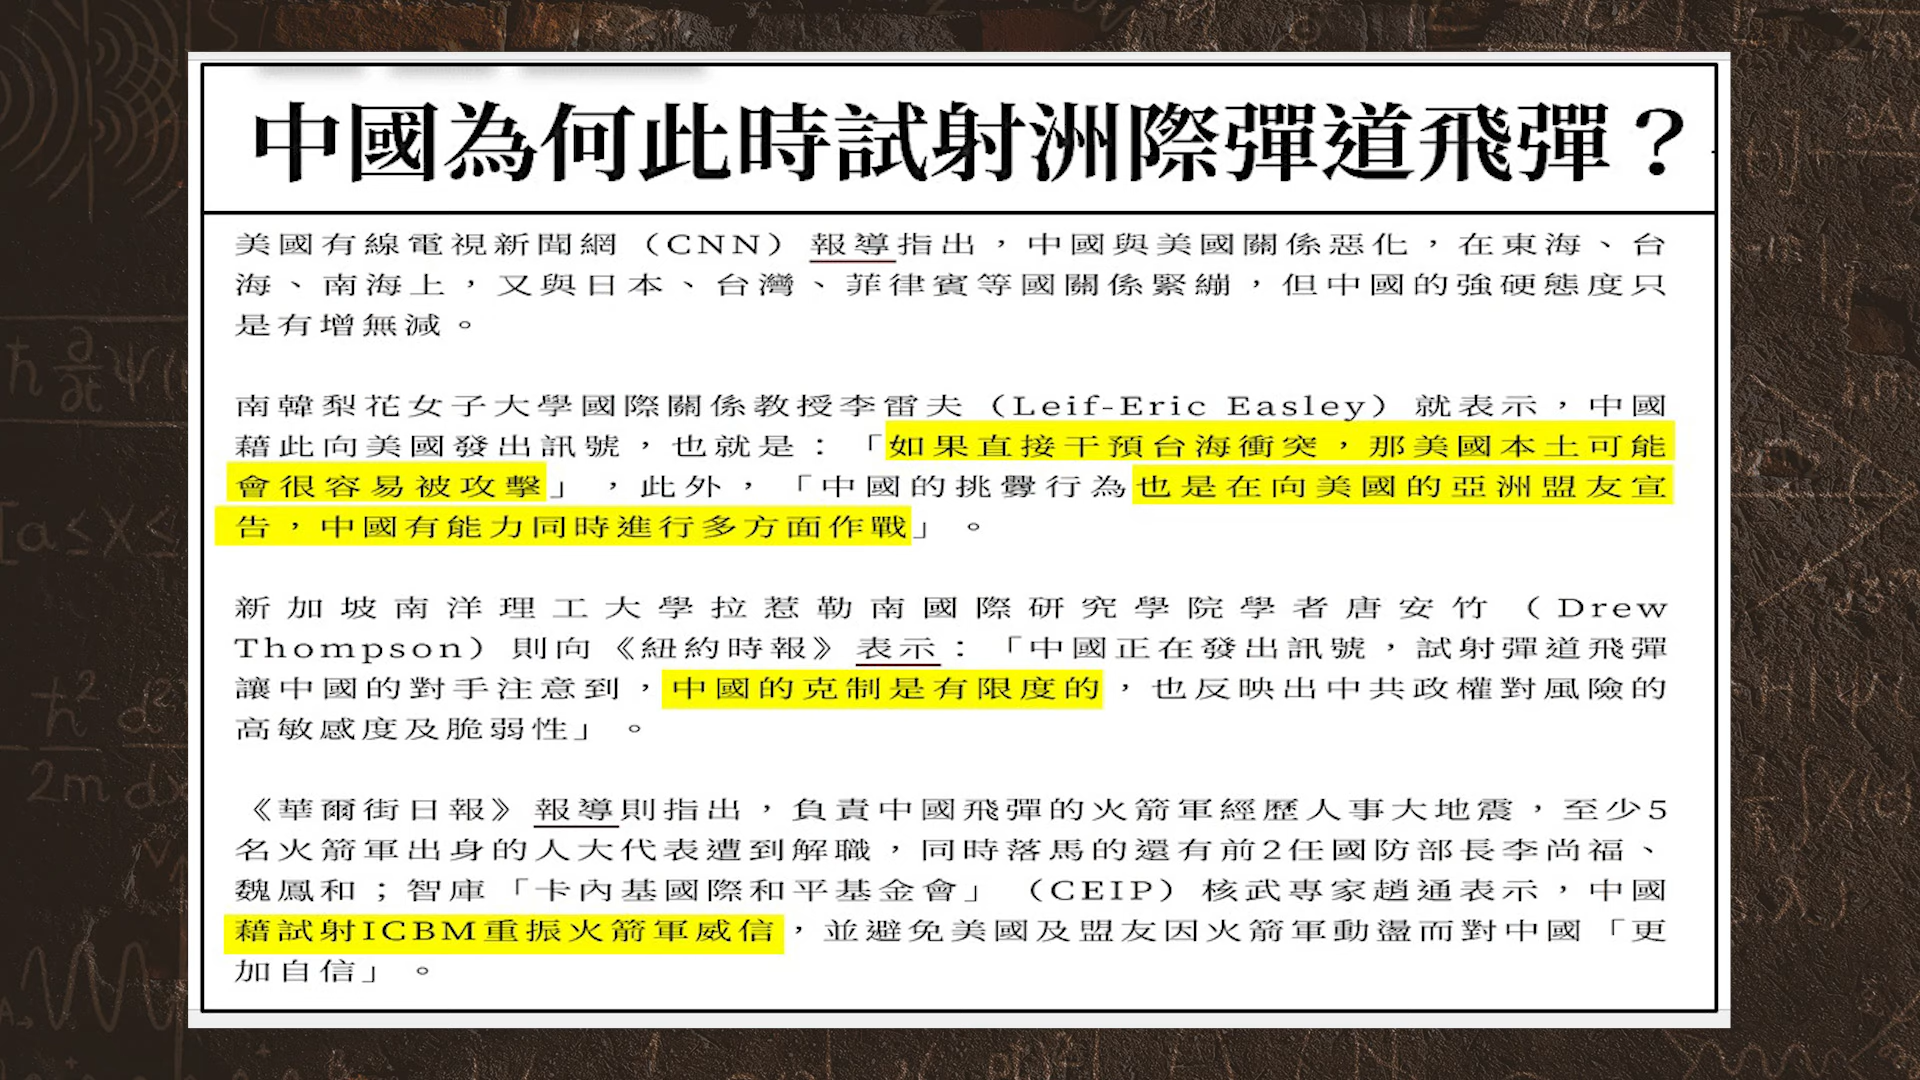 中國為何此時試射洲際彈道飛彈？
美國有線電視新聞網（CNN）報導指出，中國與美國關係惡化，在東海、台
海、南海上，又與日本、台灣、菲律賓等國關係緊繃，但中國的強硬態度只
是有增無減。
南韓梨花女子大學國際關係教授李雷夫（Leif-Eric Easley）就表示，中國
藉此向美國發出訊號，也就是：「如果直接干預台海衝突，那美國本土可能
會很容易被攻擊」，此外，「中國的挑釁行為也是在向美國的亞洲盟友宣
告，中國有能力同時進行多方面作戰」。
新加坡南洋理工大學拉惹勒南國際研究學院學者唐安竹（Drew
Thompson）則向《紐約時報》表示：「中國正在發出訊號，試射彈道飛彈
讓中國的對手注意到，中國的克制是有限度的，也反映出中共政權對風險的
高敏感度及脆弱性」。
《華爾街日報》報導則指出，負責中國飛彈的火箭軍經歷人事大地震，至少5
名火箭軍出身的人大代表遭到解職，同時落馬的還有前2任國防部長李尚福、
魏鳳和；智庫「卡內基國際和平基金會」（CEIP）核武專家趙通表示，中國
藉試射ICBM重振火箭軍威信，並避免美國及盟友因火箭軍動盪而對中國「更
加自信」。